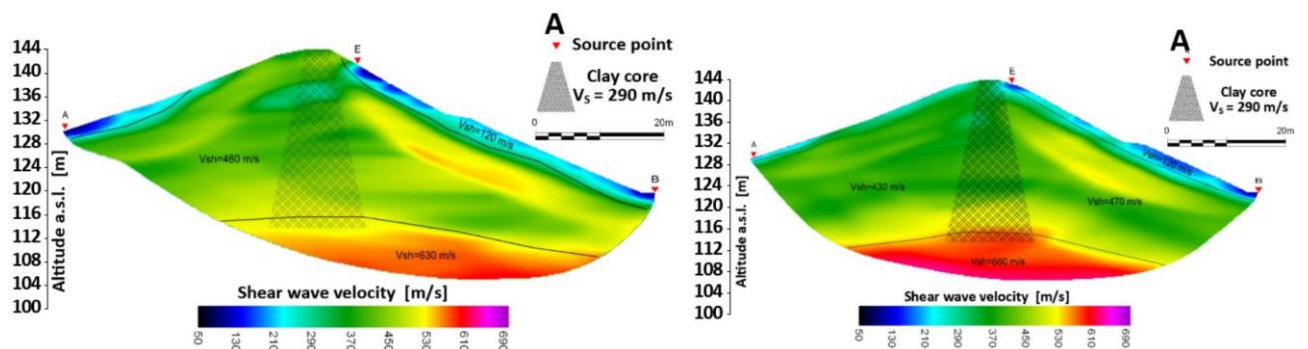 A
Source point
Clay core
Vs = 290 m/s
0 20m
144
140
136
132
128
124
120
116
112
108
104
100
Altitude a.s.l. [m]
A
E
B
Vsh=120 m/s
Vsh=460 m/s
Vsh=630 m/s
Shear wave velocity [m/s]
50 130 210 290 370 450 530 610 690
A
Source point
Clay core
Vs = 290 m/s
0 20m
144
140
136
132
128
124
120
116
112
108
104
100
Altitude a.s.l. [m]
A
E
B
Vsh=120 m/s
Vsh=430 m/s
Vsh=470 m/s
Vsh=660 m/s
Shear wave velocity [m/s]
50 130 210 290 370 450 530 610 690